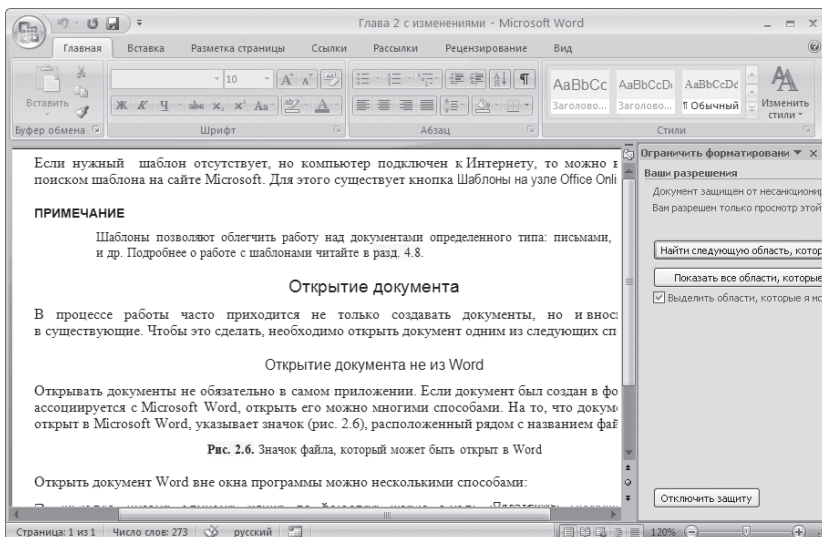 Глава 2 с изменениями - Microsoft Word
Главная Вставка Разметка страницы Ссылки Рассылки Рецензирование Вид
10
Вставить
Ж К Ч abe x₂ x² Aa
AaBbCc AaBbCcDi AaBbCcDd
Заголово... Заголово... ¶ Обычный
Изменить
стили
Буфер обмена Шрифт Абзац Стили
Если нужный шаблон отсутствует, но компьютер подключен к Интернету, то можно
поиском шаблона на сайте Microsoft. Для этого существует кнопка Шаблоны на узле Office Onli
ПРИМЕЧАНИЕ
Шаблоны позволяют облегчить работу над документами определенного типа: письмами,
и др. Подробнее о работе с шаблонами читайте в разд. 4.8.
Открытие документа
В процессе работы часто приходится не только создавать документы, но и внос
в существующие. Чтобы это сделать, необходимо открыть документ одним из следующих сп
Открытие документа не из Word
Открывать документы не обязательно в самом приложении. Если документ был создан в фо
ассоциируется с Microsoft Word, открыть его можно многими способами. На то, что докум
открыт в Microsoft Word, указывает значок (рис. 2.6), расположенный рядом с названием фай
Рис. 2.6. Значок файла, который может быть открыт в Word
Открыть документ Word вне окна программы можно несколькими способами:
Ограничить форматировани
Ваши разрешения
Документ защищен от несанкционир
Вам разрешен только просмотр этой
Найти следующую область, котор
Показать все области, которые
Выделить области, которые я мо
Отключить защиту
Страница: 1 из 1 Число слов: 273 русский 120%